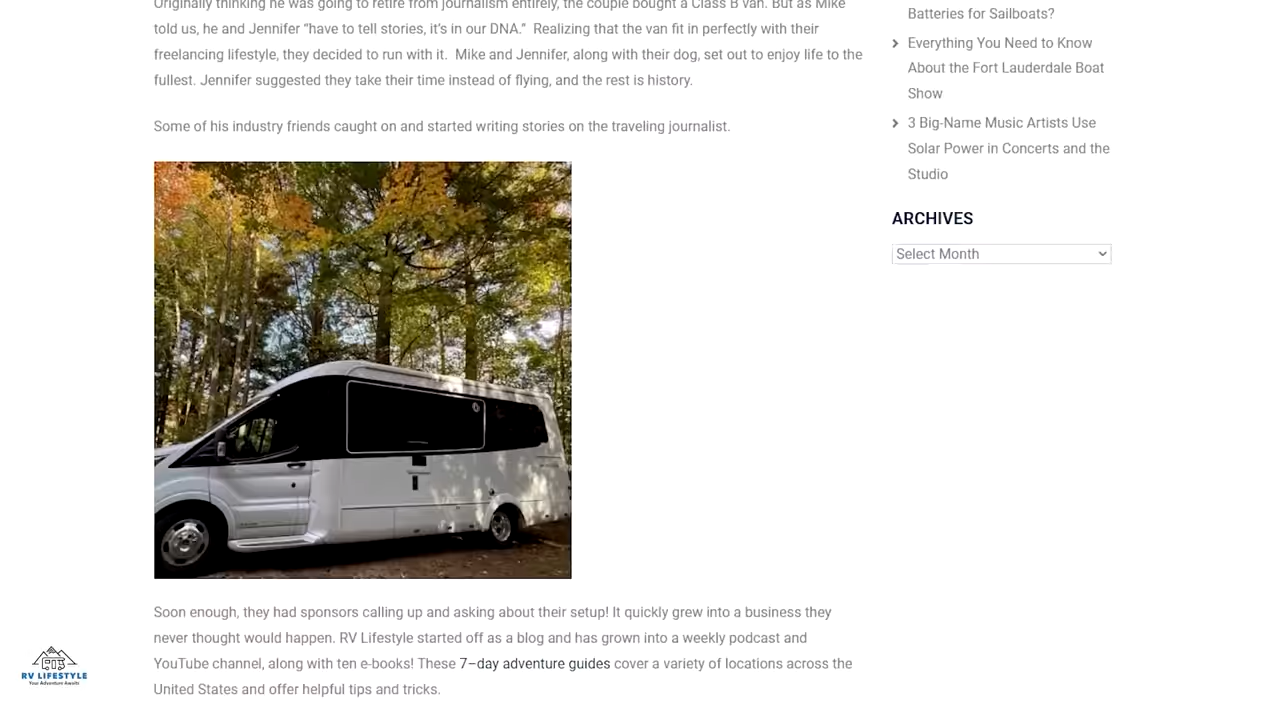 Originally thinking he was going to retire from journalism entirely, the couple bought a Class B van. But as Mike
told us, he and Jennifer “have to tell stories, it’s in our DNA.”  Realizing that the van fit in perfectly with their
freelancing lifestyle, they decided to run with it.  Mike and Jennifer, along with their dog, set out to enjoy life to the
fullest. Jennifer suggested they take their time instead of flying, and the rest is history.
Some of his industry friends caught on and started writing stories on the traveling journalist.
Soon enough, they had sponsors calling up and asking about their setup! It quickly grew into a business they
never thought would happen. RV Lifestyle started off as a blog and has grown into a weekly podcast and
YouTube channel, along with ten e-books! These 7–day adventure guides cover a variety of locations across the
United States and offer helpful tips and tricks.
Batteries for Sailboats?
Everything You Need to Know
About the Fort Lauderdale Boat
Show
3 Big-Name Music Artists Use
Solar Power in Concerts and the
Studio
ARCHIVES
Select Month
RV LIFESTYLE
Your Adventure Awaits